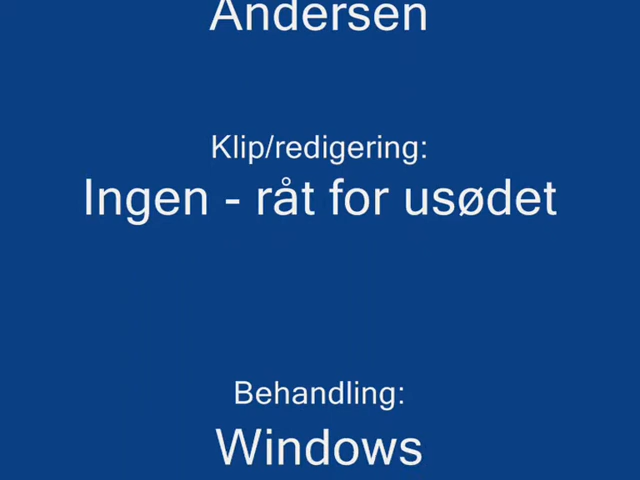 Andersen
Klip/redigering:
Ingen - råt for usødet
Behandling:
Windows